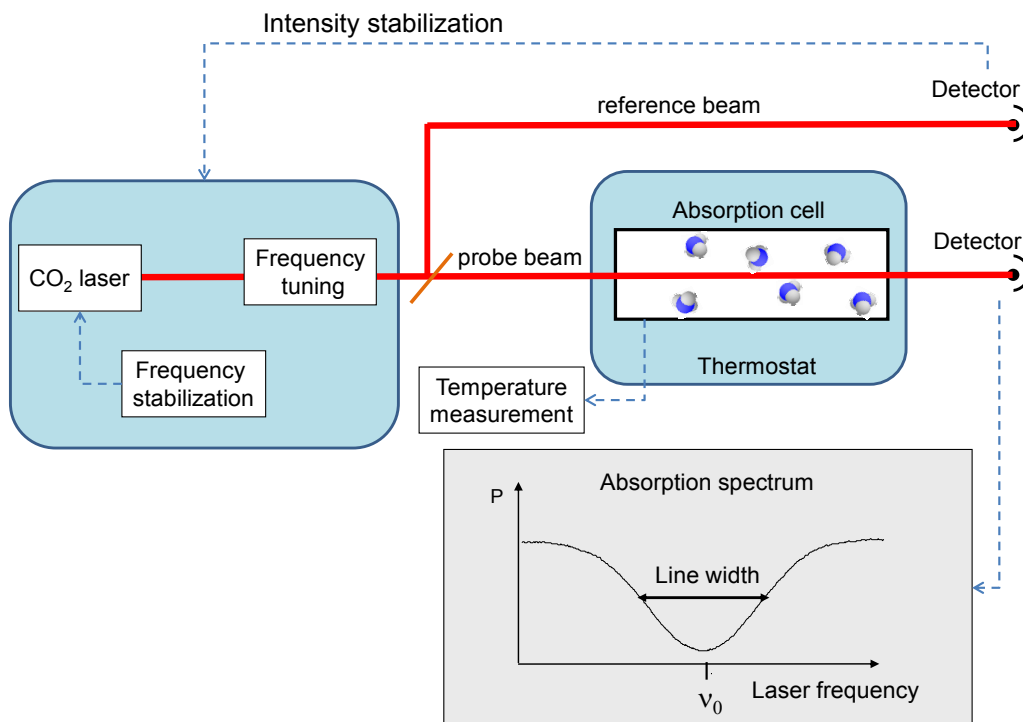 Intensity stabilization
Detector
reference beam
Absorption cell
Detector
CO₂ laser
Frequency
tuning
probe beam
Frequency
stabilization
Thermostat
Temperature
measurement
Absorption spectrum
P
Line width
ν₀
Laser frequency